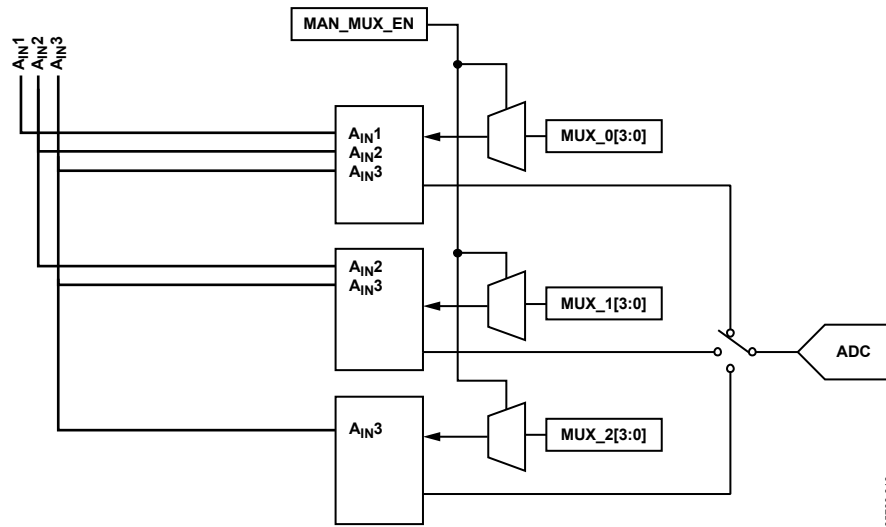 MAN_MUX_EN
AIN1
AIN2
AIN3
AIN1
AIN2
AIN3
MUX_0[3:0]
AIN2
AIN3
MUX_1[3:0]
ADC
AIN3
MUX_2[3:0]